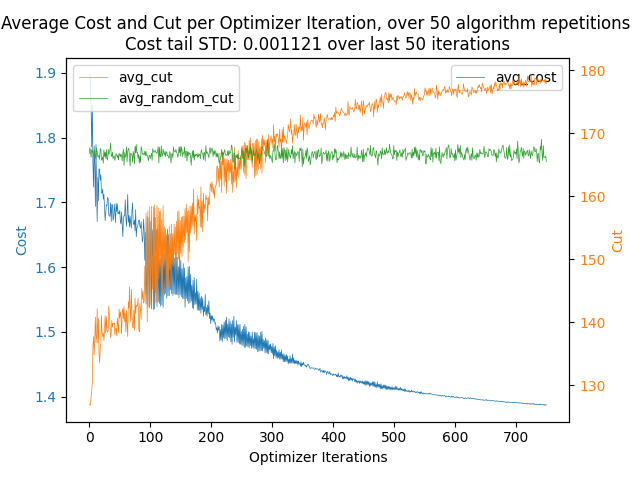 Average Cost and Cut per Optimizer Iteration, over 50 algorithm repetitions
Cost tail STD: 0.001121 over last 50 iterations
avg_cut
avg_random_cut
avg_cost
1.9
1.8
1.7
1.6
1.5
1.4
Cost
180
170
160
150
140
130
Cut
0 100 200 300 400 500 600 700
Optimizer Iterations